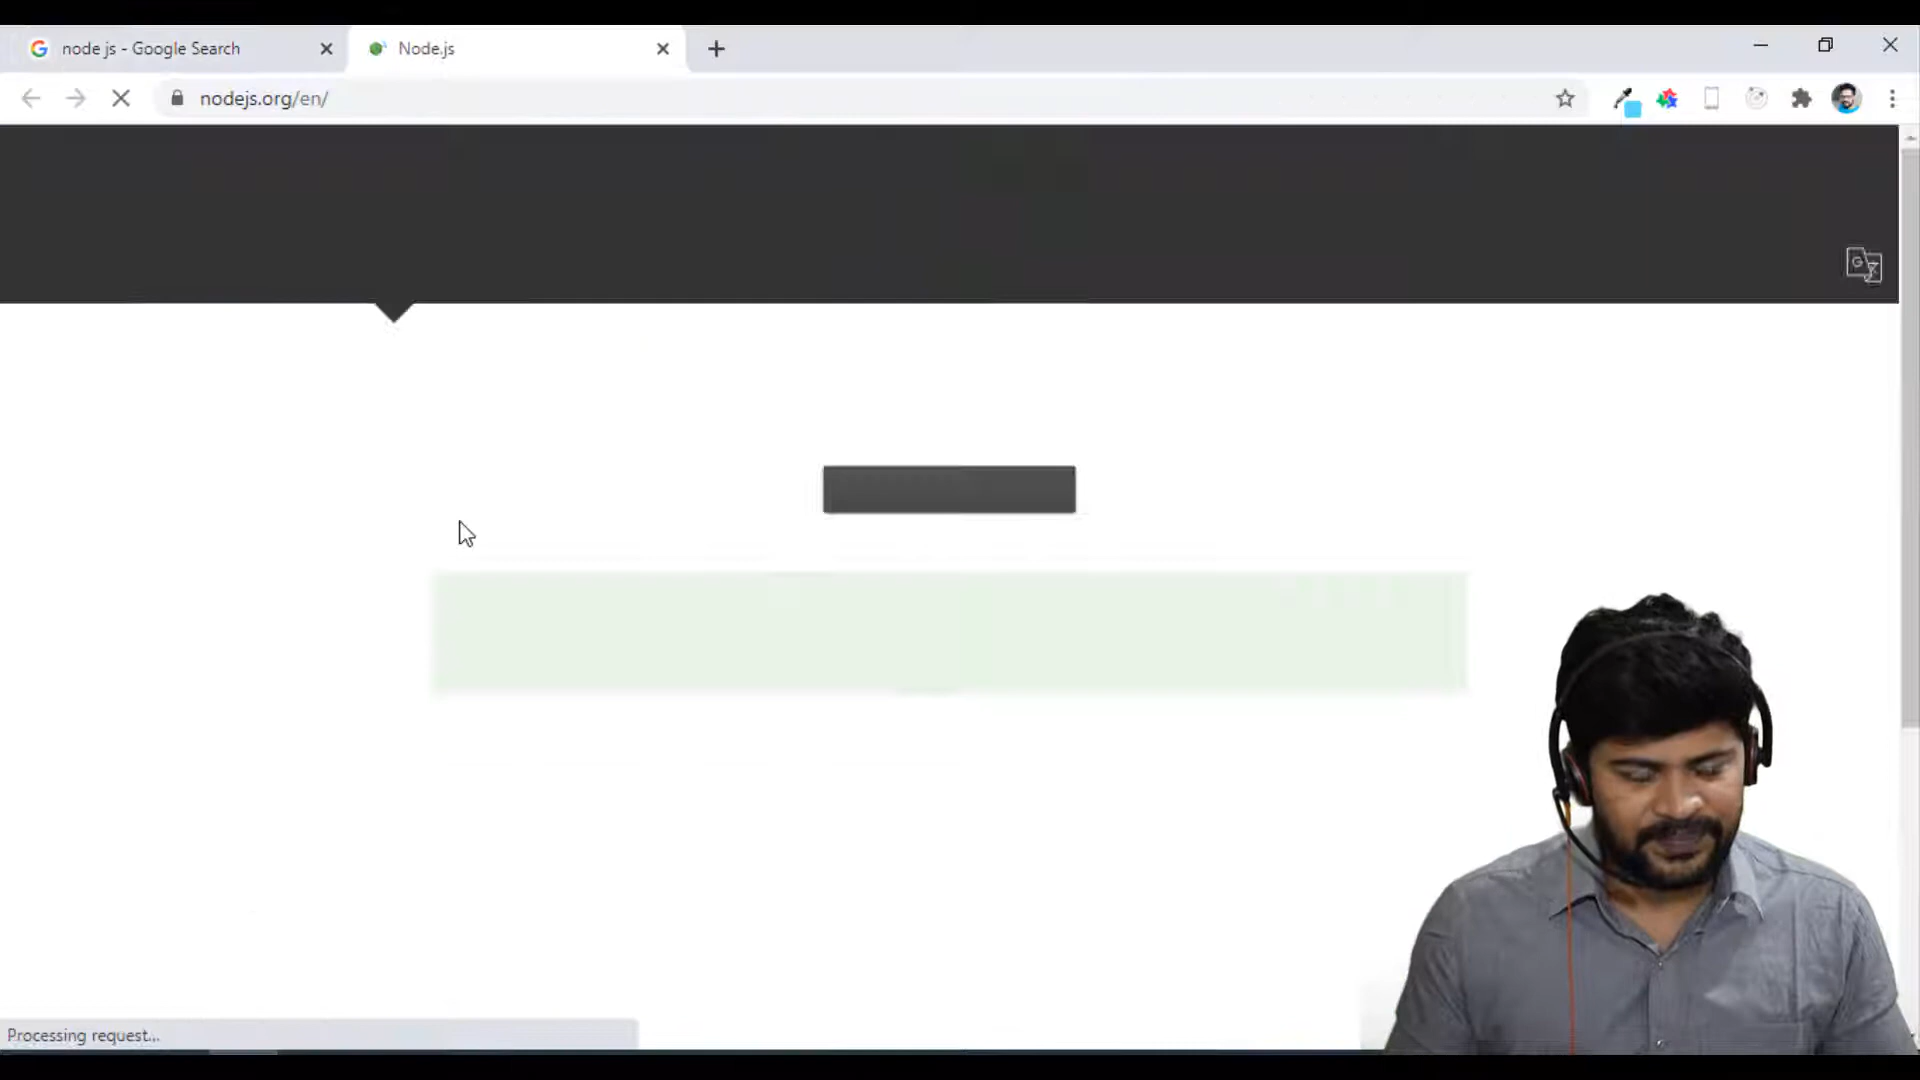 node js - Google Search
Node.js
nodejs.org/en/
Processing request...